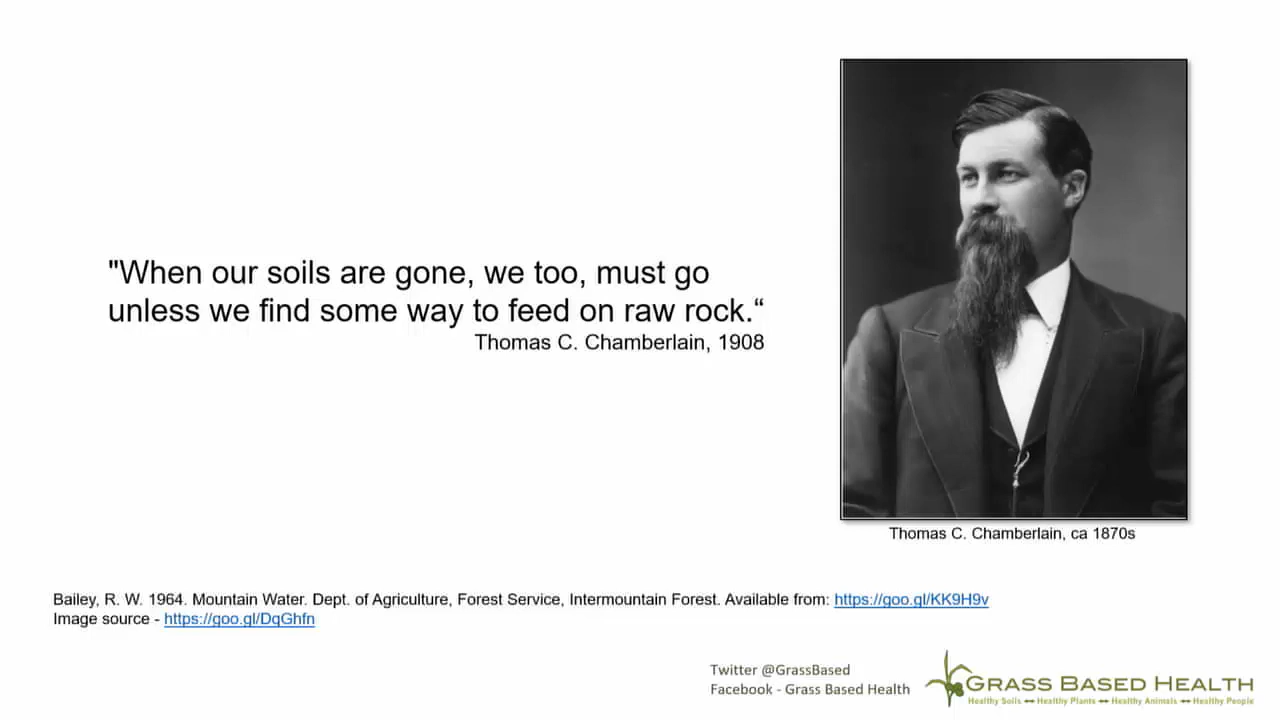 "When our soils are gone, we too, must go
unless we find some way to feed on raw rock.“
Thomas C. Chamberlain, 1908
Thomas C. Chamberlain, ca 1870s
Bailey, R. W. 1964. Mountain Water. Dept. of Agriculture, Forest Service, Intermountain Forest. Available from: https://goo.gl/KK9H9v
Image source - https://goo.gl/DqGhfn
Twitter @GrassBased
Facebook - Grass Based Health
GRASS BASED HEALTH
Healthy Soils ↔ Healthy Plants ↔ Healthy Animals ↔ Healthy People